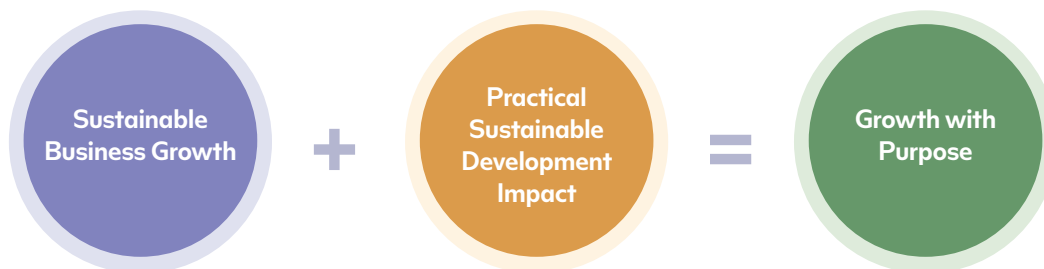 Sustainable
Business Growth
+
Practical
Sustainable
Development
Impact
=
Growth with
Purpose